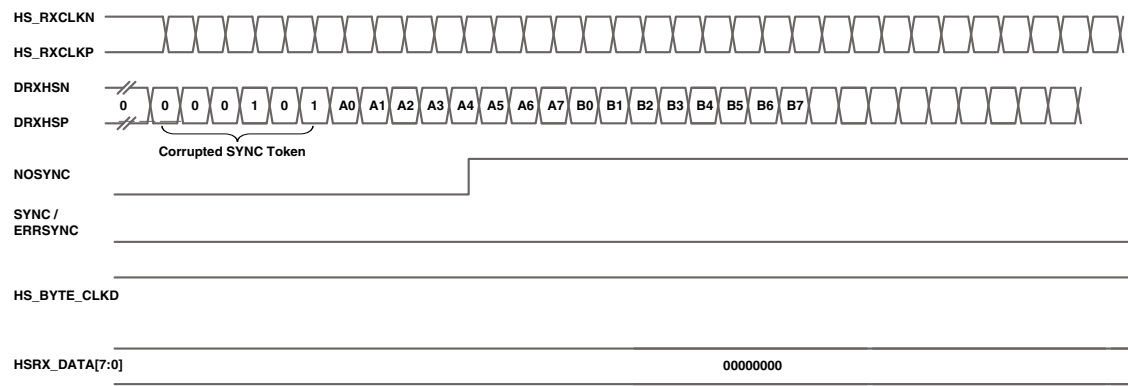 HS_RXCLKN
HS_RXCLKP
DRXHSN
0 0 0 0 1 0 1 A0 A1 A2 A3 A4 A5 A6 A7 B0 B1 B2 B3 B4 B5 B6 B7
DRXHSP
Corrupted SYNC Token
NOSYNC
SYNC /
ERRSYNC
HS_BYTE_CLKD
HSRX_DATA[7:0] 00000000